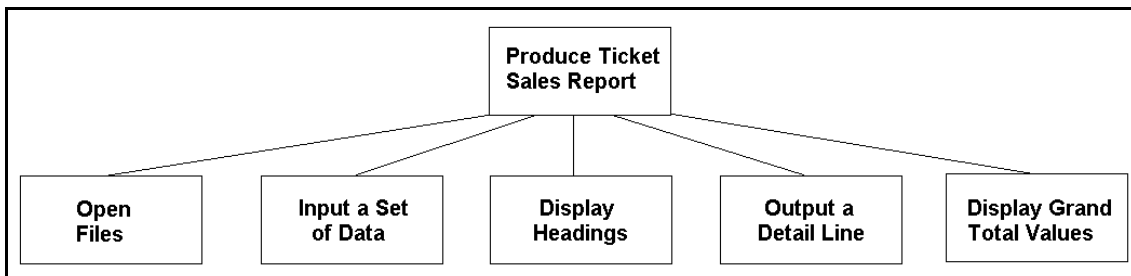 Produce Ticket
Sales Report
Open
Files
Input a Set
of Data
Display
Headings
Output a
Detail Line
Display Grand
Total Values